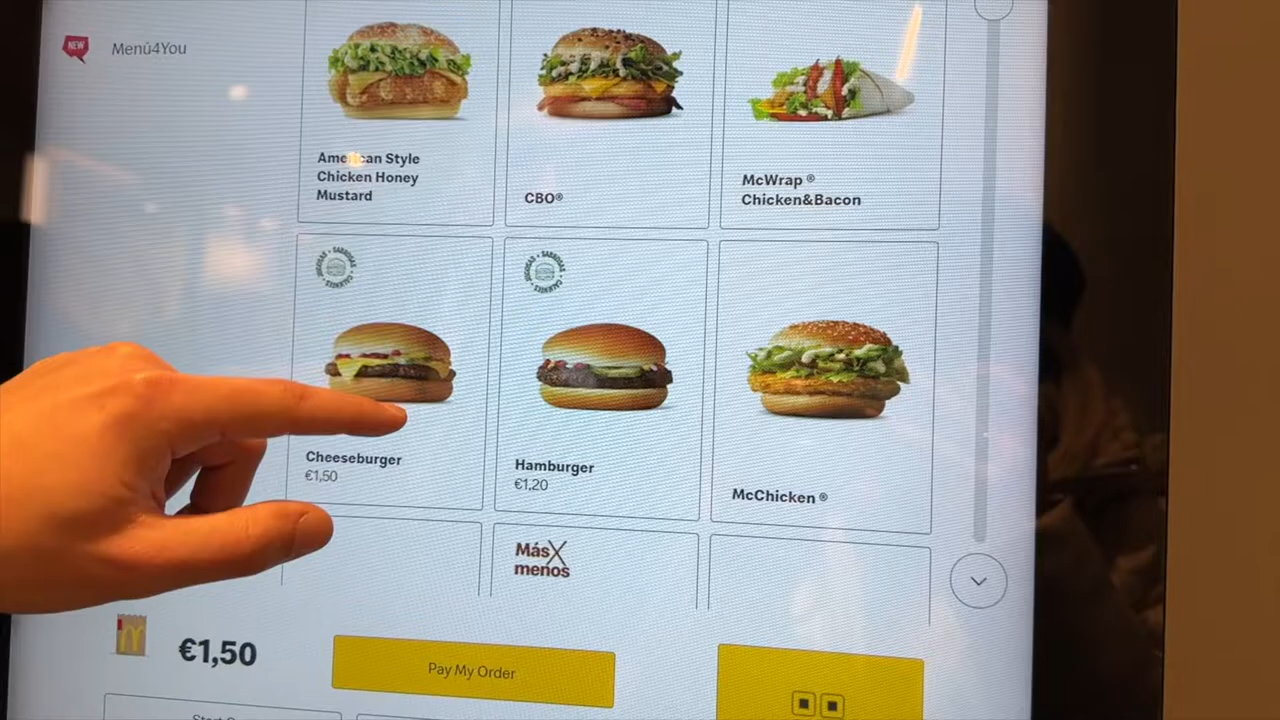 NEW
Menú4You
American Style
Chicken Honey
Mustard
CBO®
McWrap ®
Chicken&Bacon
Cheeseburger
€1,50
Hamburger
€1,20
McChicken ®
Más X
menos
€1,50
Pay My Order